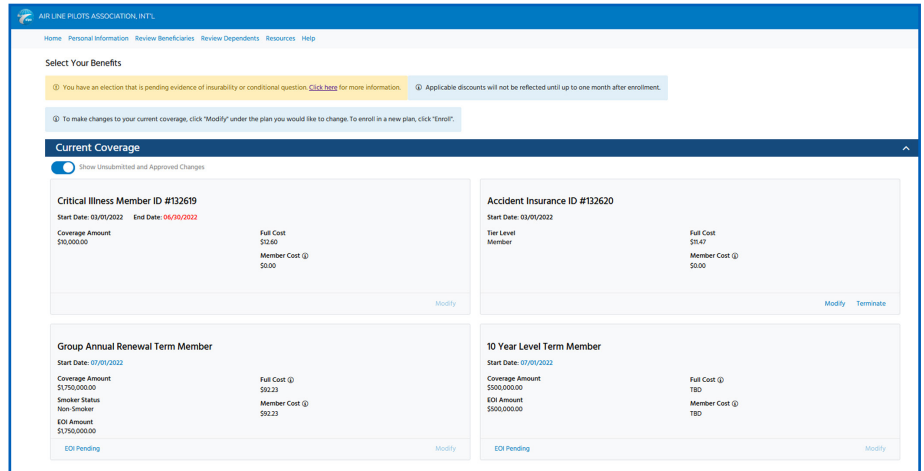 AIR LINE PILOTS ASSOCIATION, INT'L
Home Personal Information Review Beneficiaries Review Dependents Resources Help
Select Your Benefits
You have an election that is pending evidence of insurability or conditional question. Click here for more information.
Applicable discounts will not be reflected until up to one month after enrollment.
To make changes to your current coverage, click "Modify" under the plan you would like to change. To enroll in a new plan, click "Enroll".
Current Coverage
Show Unsubmitted and Approved Changes
Critical Illness Member ID #132619
Start Date: 03/01/2022 End Date: 06/30/2022
Coverage Amount
$10,000.00
Full Cost
$12.60
Member Cost
$0.00
Modify
Accident Insurance ID #132620
Start Date: 03/01/2022
Tier Level
Member
Full Cost
$11.47
Member Cost
$0.00
Modify Terminate
Group Annual Renewal Term Member
Start Date: 07/01/2022
Coverage Amount
$1,750,000.00
Smoker Status
Non-Smoker
EOI Amount
$1,750,000.00
Full Cost
$92.23
Member Cost
$92.23
EOI Pending Modify
10 Year Level Term Member
Start Date: 07/01/2022
Coverage Amount
$500,000.00
EOI Amount
$500,000.00
Full Cost
TBD
Member Cost
TBD
EOI Pending Modify